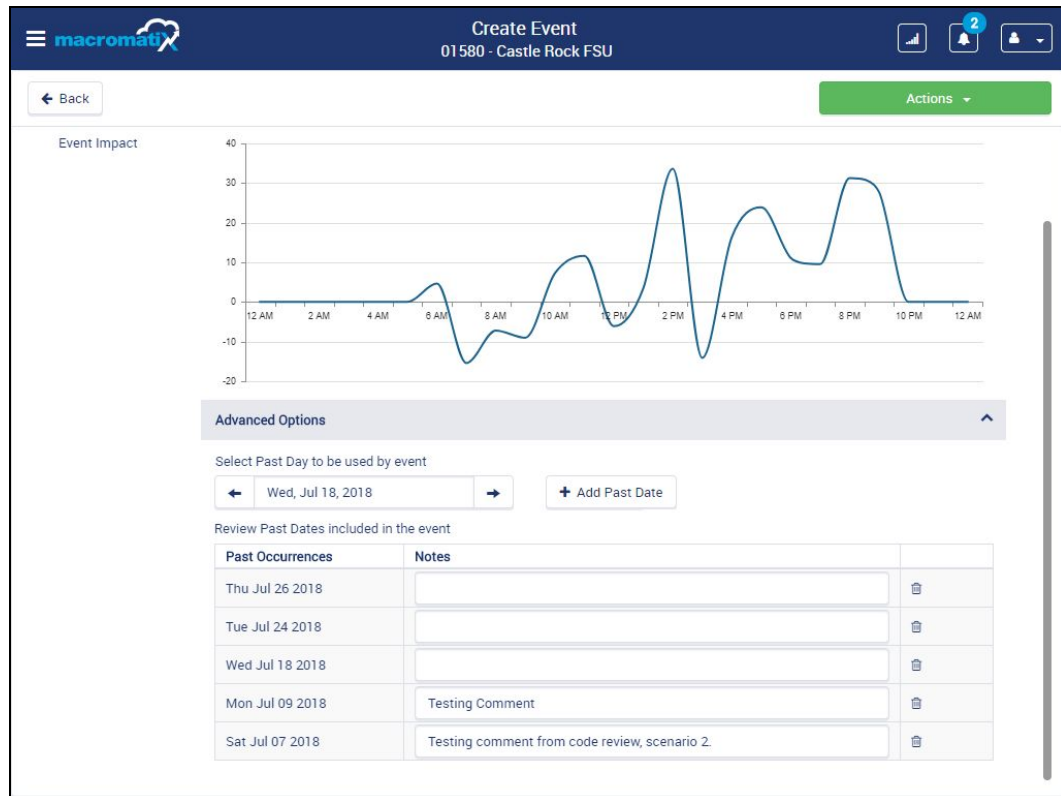 macromatix
Create Event
01580 - Castle Rock FSU
2
Back
Actions
Event Impact
40
30
20
10
0
-10
-20
12 AM 2 AM 4 AM 6 AM 8 AM 10 AM 12 PM 2 PM 4 PM 6 PM 8 PM 10 PM 12 AM
Advanced Options
Select Past Day to be used by event
Wed, Jul 18, 2018
+ Add Past Date
Review Past Dates included in the event
Past Occurrences Notes
Thu Jul 26 2018
Tue Jul 24 2018
Wed Jul 18 2018
Mon Jul 09 2018 Testing Comment
Sat Jul 07 2018 Testing comment from code review, scenario 2.